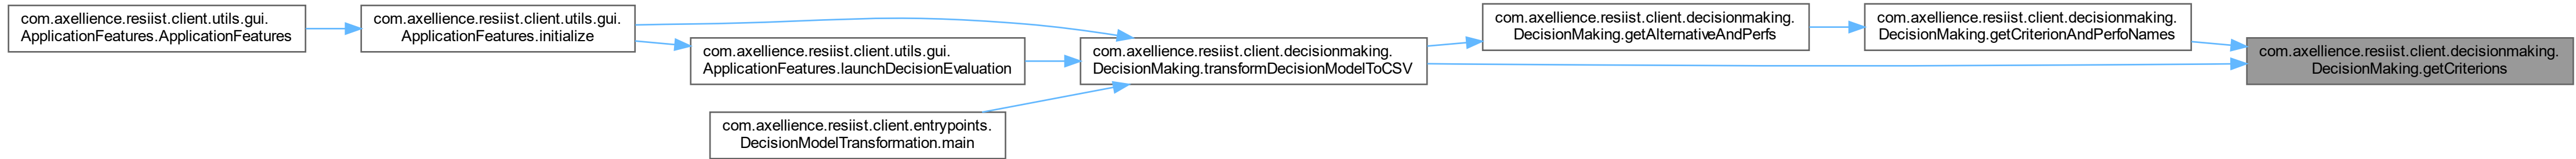 com.axellience.resiist.client.utils.gui.
ApplicationFeatures.ApplicationFeatures
com.axellience.resiist.client.utils.gui.
ApplicationFeatures.initialize
com.axellience.resiist.client.utils.gui.
ApplicationFeatures.launchDecisionEvaluation
com.axellience.resiist.client.entrypoints.
DecisionModelTransformation.main
com.axellience.resiist.client.decisionmaking.
DecisionMaking.transformDecisionModelToCSV
com.axellience.resiist.client.decisionmaking.
DecisionMaking.getAlternativeAndPerfs
com.axellience.resiist.client.decisionmaking.
DecisionMaking.getCriterionAndPerfoNames
com.axellience.resiist.client.decisionmaking.
DecisionMaking.getCriterions